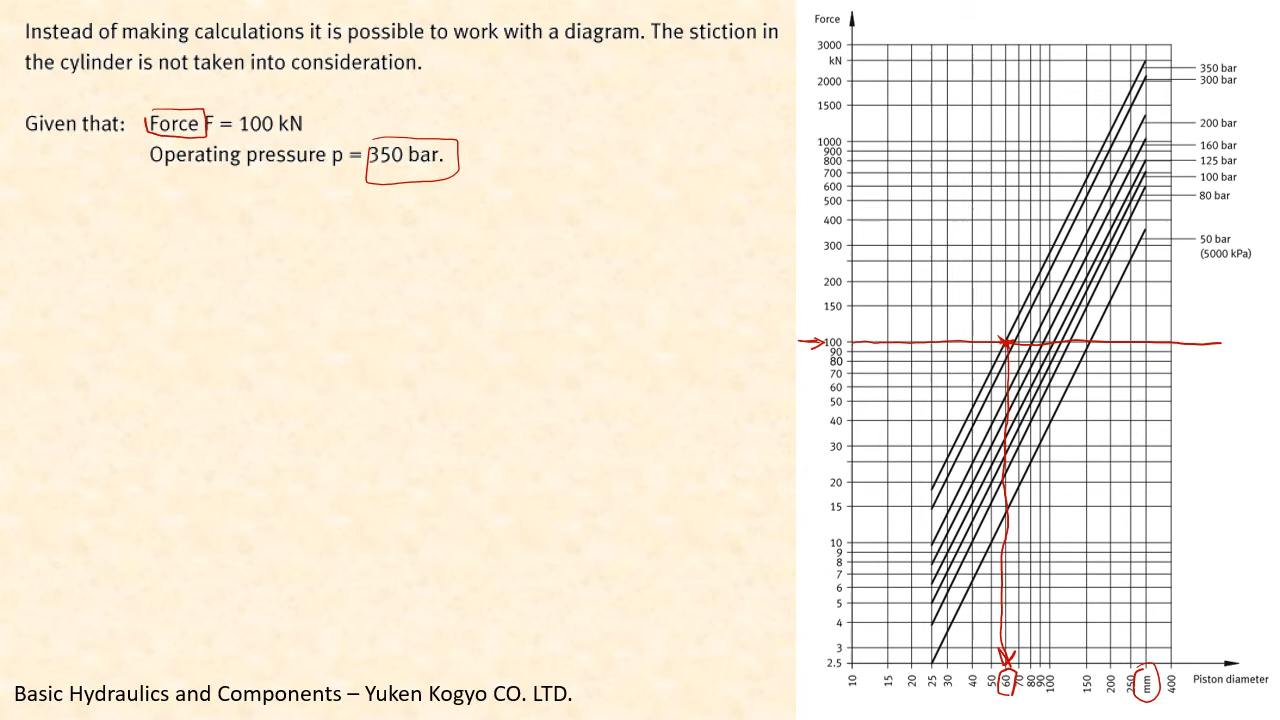 Instead of making calculations it is possible to work with a diagram. The stiction in
the cylinder is not taken into consideration.
Given that: Force F = 100 kN
Operating pressure p = 350 bar.
Basic Hydraulics and Components – Yuken Kogyo CO. LTD.
Force
3000
kN
2000
1500
1000
900
800
700
600
500
400
300
200
150
100
90
80
70
60
50
40
30
20
15
10
9
8
7
6
5
4
3
2.5
350 bar
300 bar
200 bar
160 bar
125 bar
100 bar
80 bar
50 bar
(5000 kPa)
10 15 20 25 30 40 50 60 70 80 90 100 150 200 250 mm 400 Piston diameter